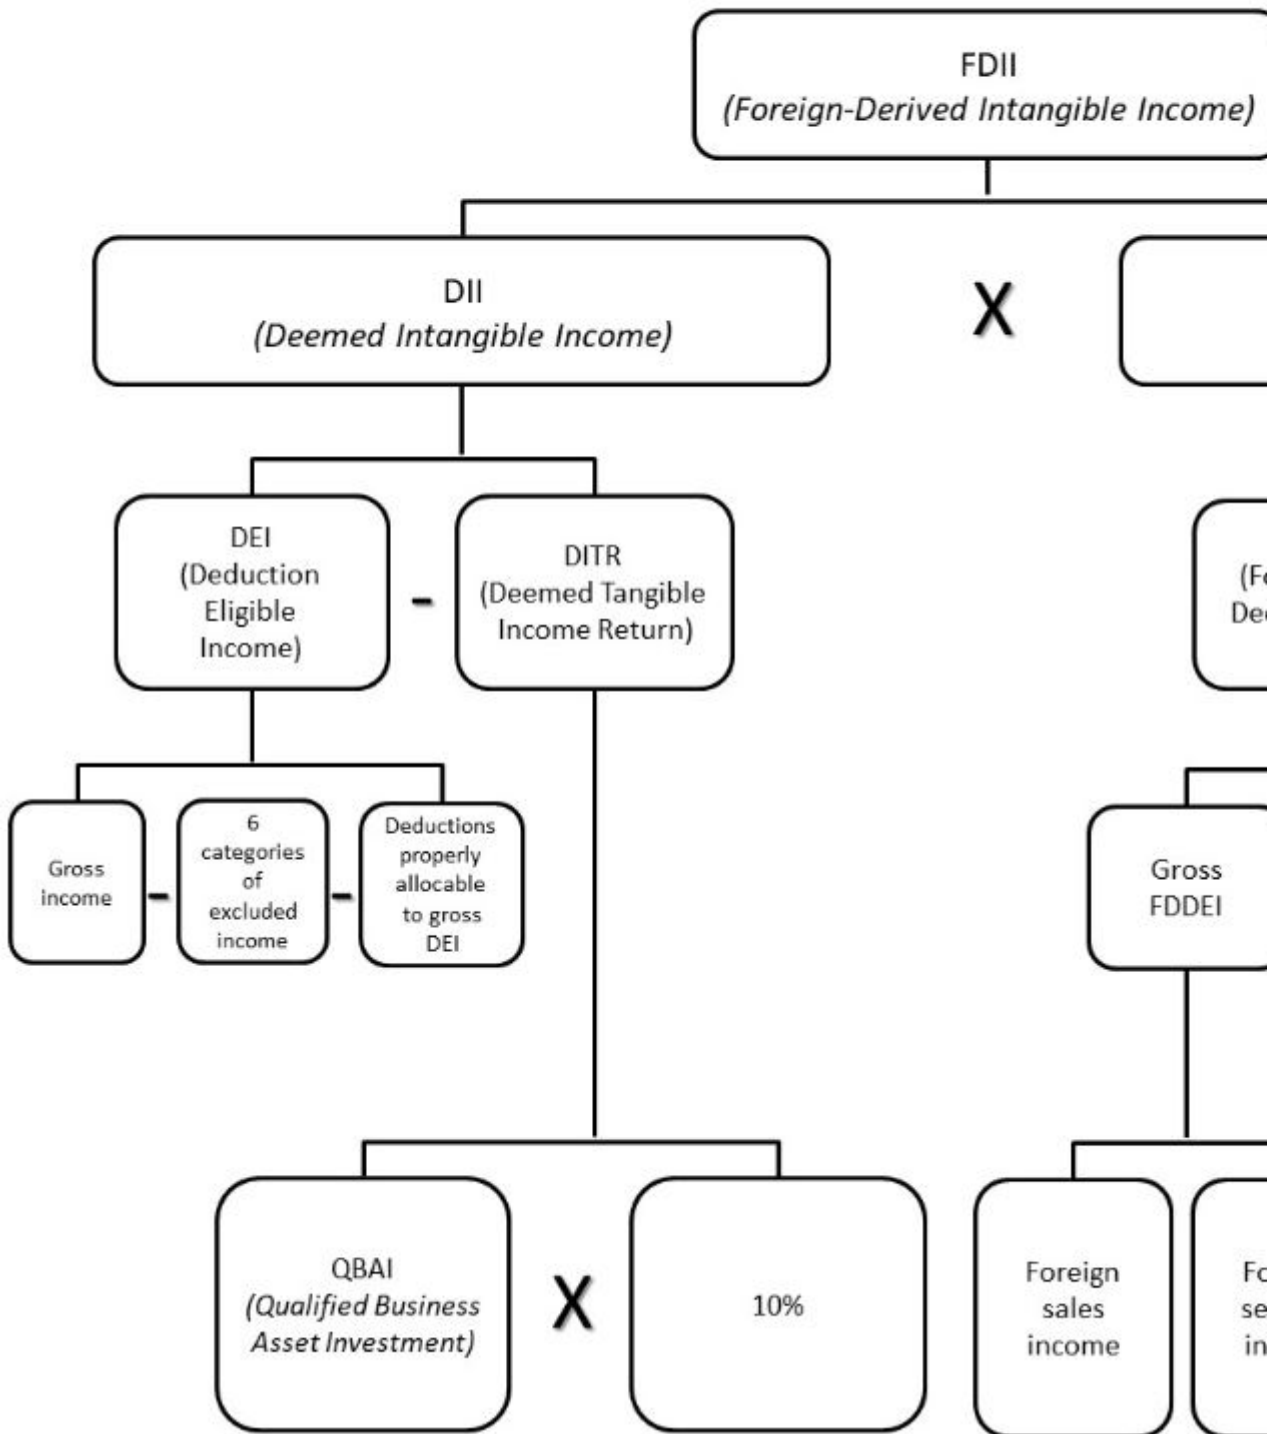 FDII
(Foreign-Derived Intangible Income)
DII
(Deemed Intangible Income)
X
DEI
(Deduction
Eligible
Income)
-
DITR
(Deemed Tangible
Income Return)
Gross
income
-
6
categories
of
excluded
income
-
Deductions
properly
allocable
to gross
DEI
Gross
FDDEI
QBAI
(Qualified Business
Asset Investment)
X
10%
Foreign
sales
income